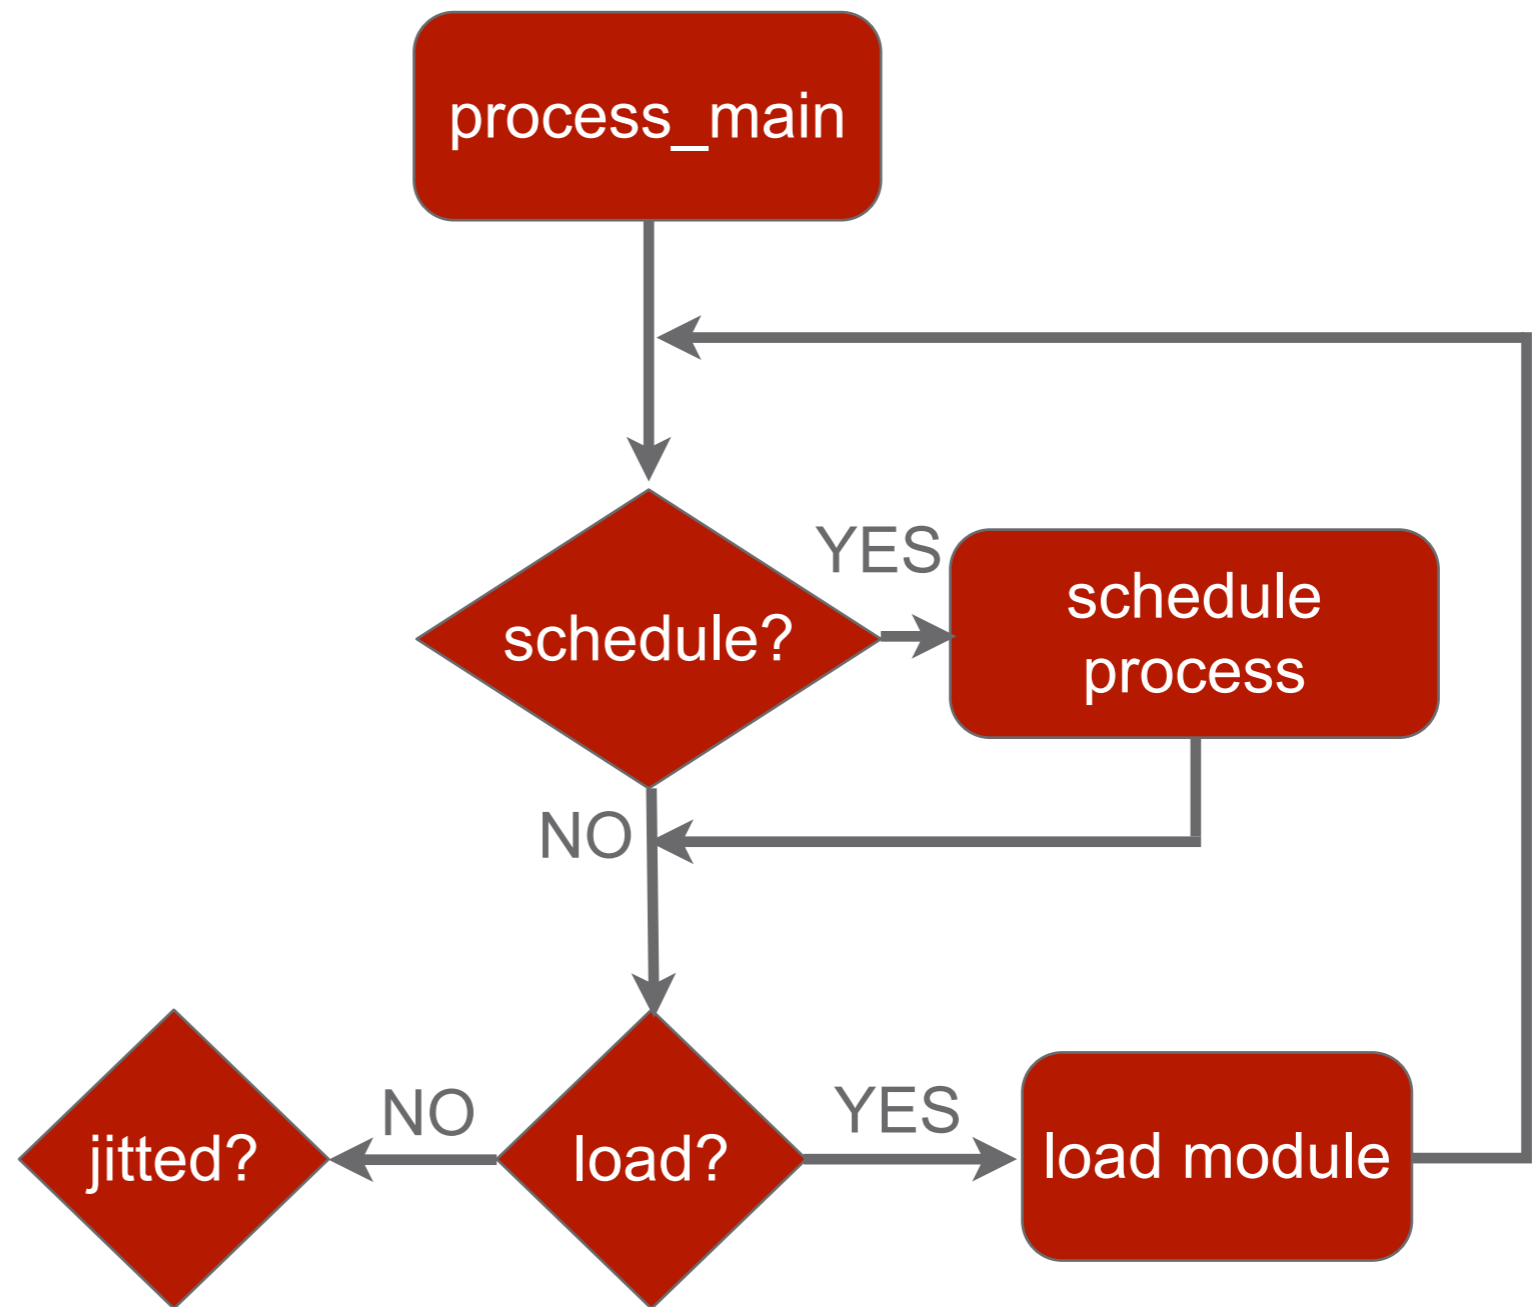 process_main
YES
schedule?
schedule
process
NO
NO
YES
jitted?
load?
load module